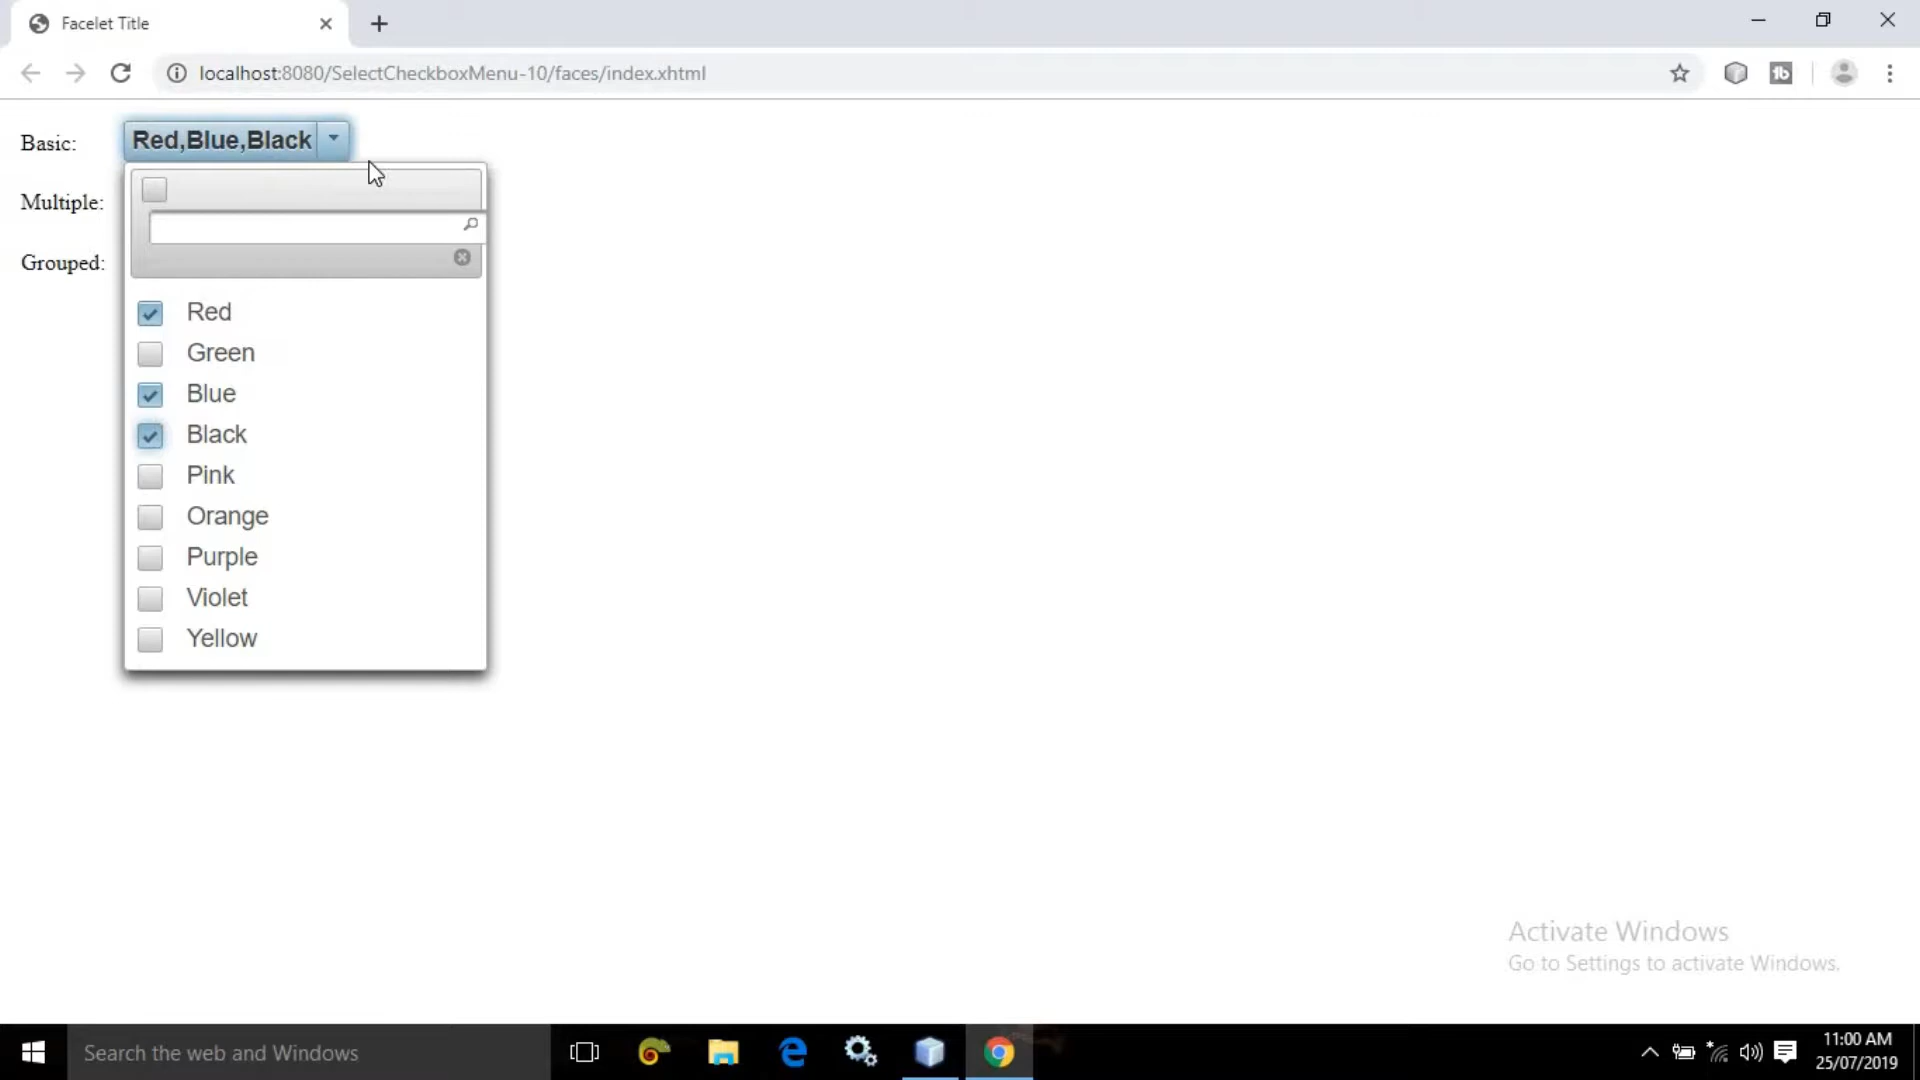 Facelet Title
localhost:8080/SelectCheckboxMenu-10/faces/index.xhtml
Basic:
Red,Blue,Black
Multiple:
Grouped:
Red
Green
Blue
Black
Pink
Orange
Purple
Violet
Yellow
Activate Windows
Go to Settings to activate Windows.
Search the web and Windows
11:00 AM
25/07/2019